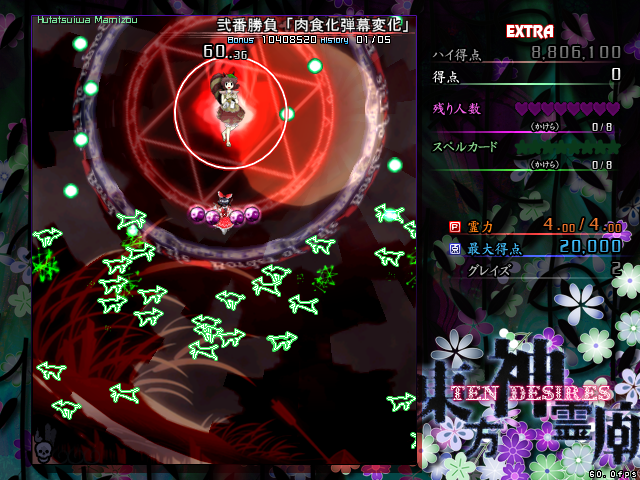 Hutatsuiwa Mamizou
弐番勝負「肉食化弾幕変化」
Bonus 10408520 History 01/05
60.36
EXTRA
ハイ得点 8,806,100
得点 0
残り人数
(かけら) 0/8
スペルカード
(かけら) 0/8
P 霊力 4.00/4.00
最大得点 20,000
グレイズ 2
東方神霊廟
TEN DESIRES
60.0fps